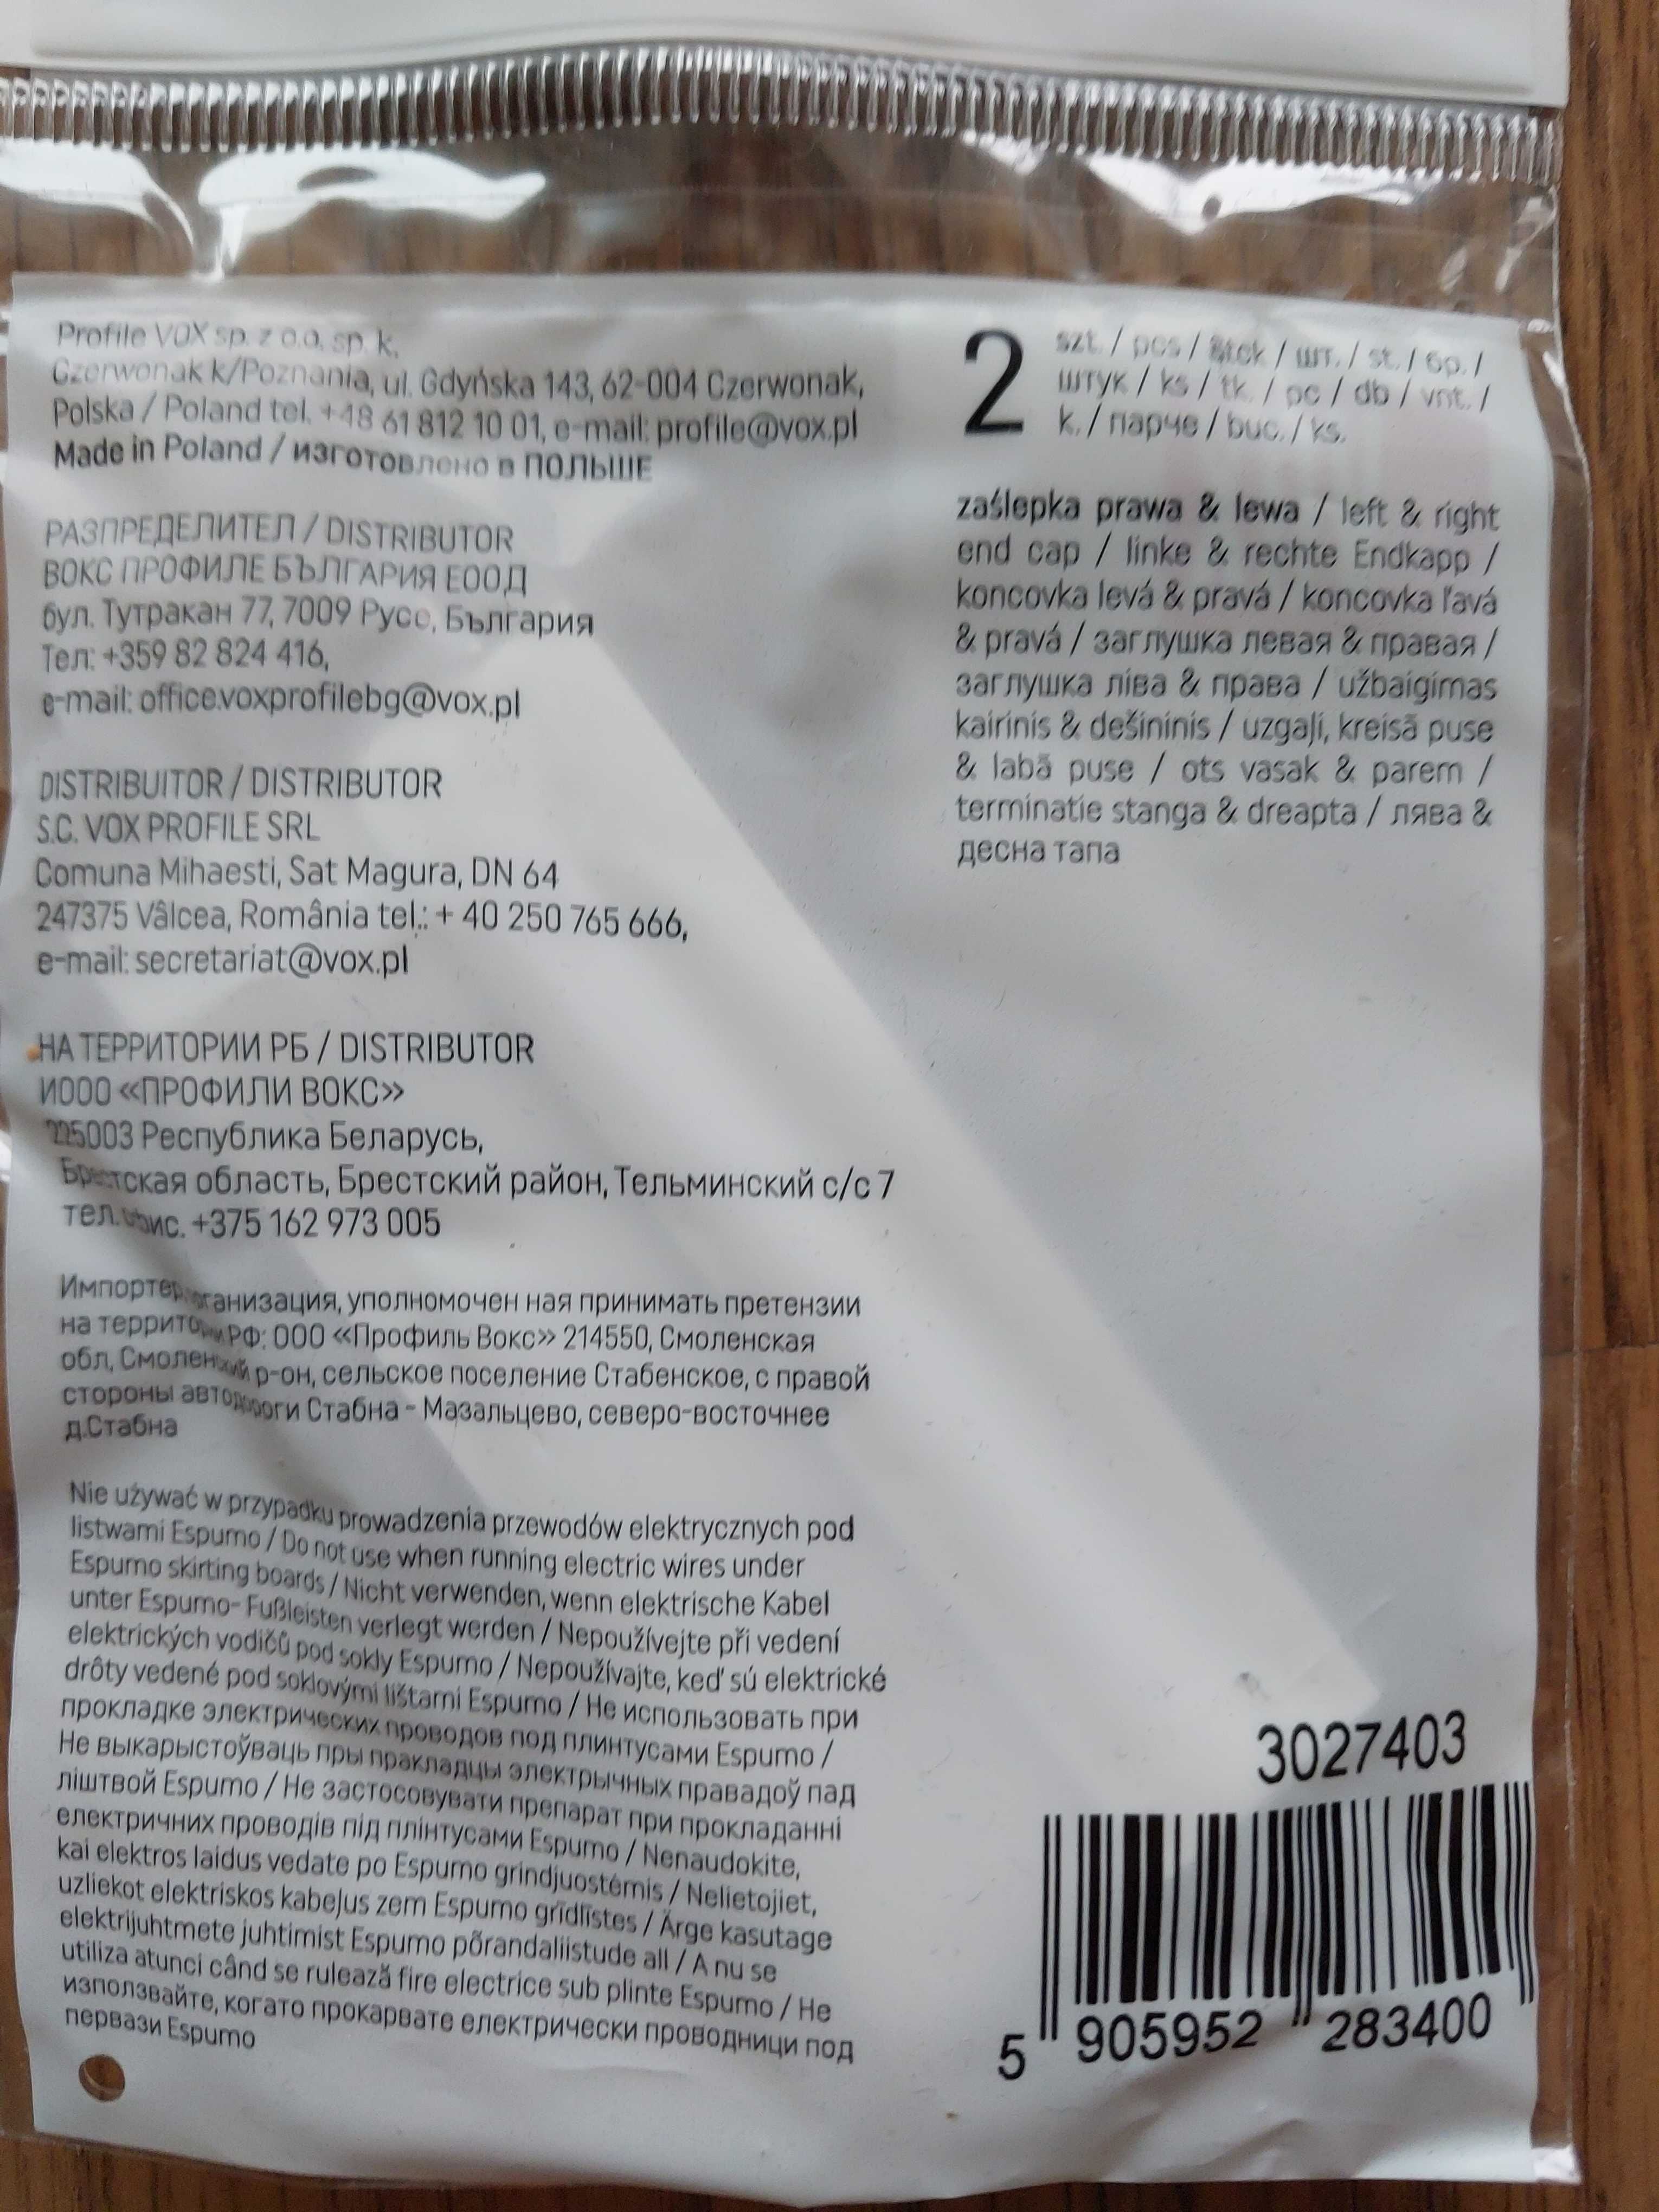 Profile VOX sp. z o.o. sp. k.
Czerwonak k/Poznania, ul. Gdyńska 143, 62-004 Czerwonak,
Polska / Poland tel. +48 61 812 10 01, e-mail: profile@vox.pl
Made in Poland / изготовлено в ПОЛЬШЕ
РАЗПРЕДЕЛИТЕЛ / DISTRIBUTOR
ВОКС ПРОФИЛЕ БЪЛГАРИЯ ЕООД
бул. Тутракан 77, 7009 Русе, България
Тел: +359 82 824 416,
e-mail: office.voxprofilebg@vox.pl
DISTRIBUITOR / DISTRIBUTOR
S.C. VOX PROFILE SRL
Comuna Mihaesti, Sat Magura, DN 64
247375 Vâlcea, România tel.: + 40 250 765 666,
e-mail: secretariat@vox.pl
НА ТЕРРИТОРИИ РБ / DISTRIBUTOR
ИООО «ПРОФИЛИ ВОКС»
225003 Республика Беларусь,
Брестская область, Брестский район, Тельминский с/с 7
тел. +375 162 973 005
Импортер организация, уполномочен ная принимать претензии
на территории РФ: ООО «Профиль Вокс» 214550, Смоленская
обл, Смоленский р-он, сельское поселение Стабенское, с правой
стороны автодороги Стабна - Мазальцево, северо-восточнее
д.Стабна
Nie używać w przypadku prowadzenia przewodów elektrycznych pod
listwami Espumo / Do not use when running electric wires under
Espumo skirting boards / Nicht verwenden, wenn elektrische Kabel
unter Espumo- Fußleisten verlegt werden / Nepoužívejte při vedení
elektrických vodičů pod sokly Espumo / Nepoužívajte, keď sú elektrické
drôty vedené pod soklovými lištami Espumo / Не использовать при
прокладке электрических проводов под плинтусами Espumo /
Не выкарыстоўваць пры пракладцы электрычных правадоў пад
ліштвой Espumo / Не застосовувати препарат при прокладанні
електричних проводів під плінтусами Espumo / Nenaudokite,
kai elektros laidus vedate po Espumo grindjuostėmis / Nelietojiet,
uzliekot elektriskos kabeļus zem Espumo grīdlīstes / Ärge kasutage
elektrijuhtmete juhtimist Espumo põrandaliistude all / A nu se
utiliza atunci când se rulează fire electrice sub plinte Espumo / Не
използвайте, когато прокарвате електрически проводници под
первази Espumo
2 szt. / pcs / Stck / шт. / st. / бр. /
штук / ks / tk. / pc / db / vnt. /
k. / парче / buc. / ks.
zaślepka prawa & lewa / left & right
end cap / linke & rechte Endkapp /
koncovka levá & pravá / koncovka ľavá
& pravá / заглушка левая & правая /
заглушка ліва & права / užbaigimas
kairinis & dešininis / uzgaļi, kreisā puse
& labā puse / ots vasak & parem /
terminatie stanga & dreapta / лява &
десна тапа
3027403
5 905952 283400